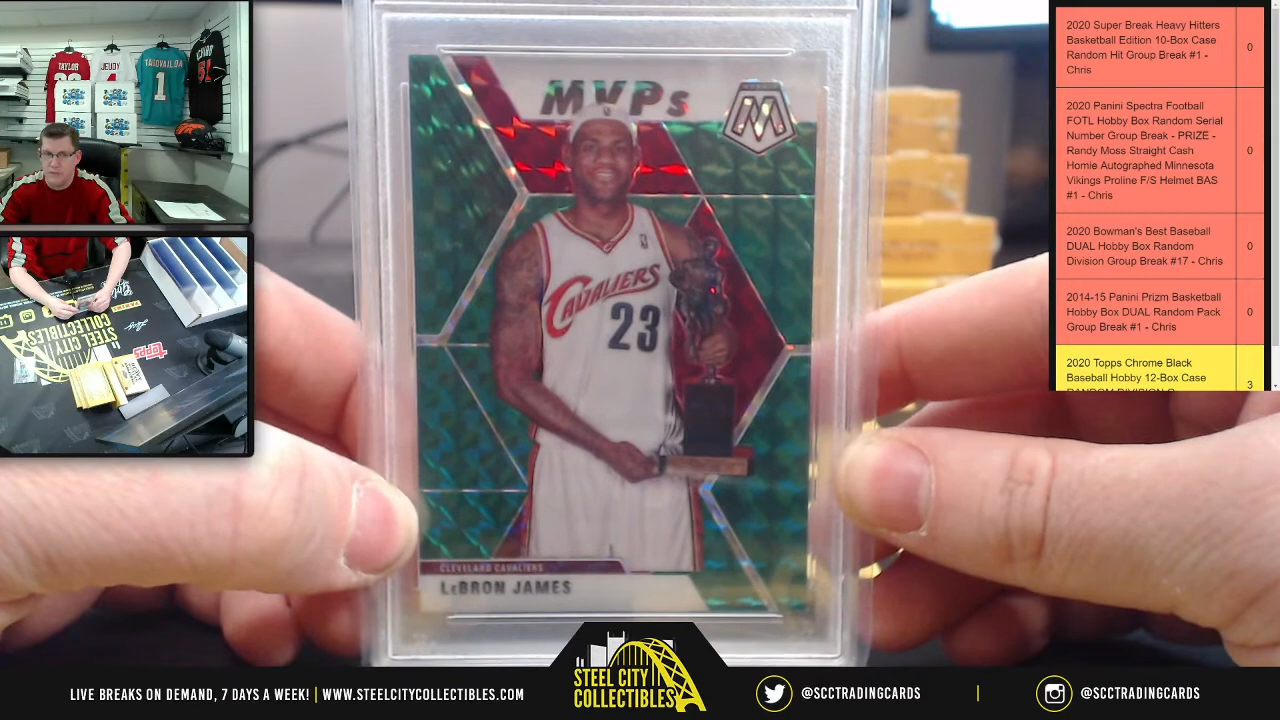 TAYLOR
JEUDY
4
TAGOVAILOA
1
51
MVPs
M
CAVALIERS
23
CLEVELAND CAVALIERS
LeBRON JAMES
STEEL CITY
COLLECTIBLES
topps
2020 Super Break Heavy Hitters
Basketball Edition 10-Box Case
Random Hit Group Break #1 -
Chris
0
2020 Panini Spectra Football
FOTL Hobby Box Random Serial
Number Group Break - PRIZE -
Randy Moss Straight Cash
Homie Autographed Minnesota
Vikings Proline F/S Helmet BAS
#1 - Chris
0
2020 Bowman's Best Baseball
DUAL Hobby Box Random
Division Group Break #17 - Chris
0
2014-15 Panini Prizm Basketball
Hobby Box DUAL Random Pack
Group Break #1 - Chris
0
2020 Topps Chrome Black
Baseball Hobby 12-Box Case
RANDOM DIVISION G
3
LIVE BREAKS ON DEMAND, 7 DAYS A WEEK! | WWW.STEELCITYCOLLECTIBLES.COM
STEEL CITY
COLLECTIBLES
@SCCTRADINGCARDS
|
@SCCTRADINGCARDS